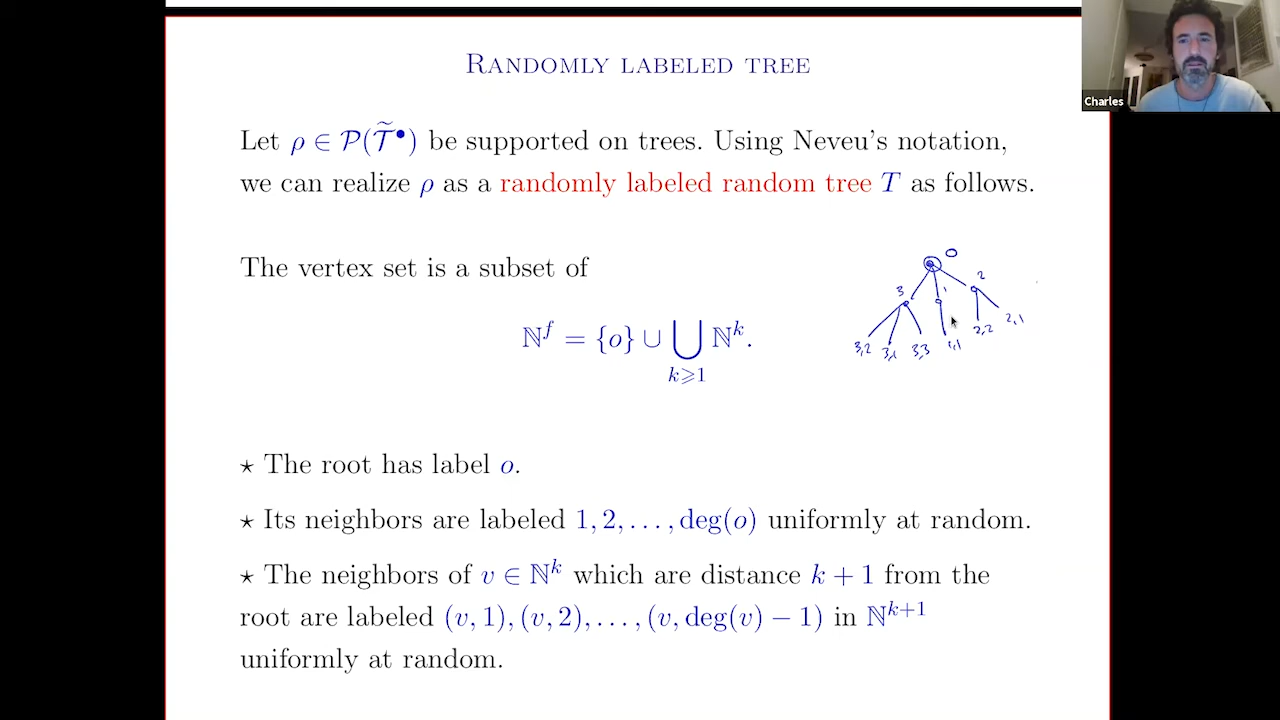 RANDOMLY LABELED TREE
Charles
Let ρ ∈ 𝒫(𝒯̃•) be supported on trees. Using Neveu's notation,
we can realize ρ as a randomly labeled random tree T as follows.
The vertex set is a subset of
ℕ^f = {o} ∪ ⋃_{k⩾1} ℕ^k.
o
3 1 2
3,2 3,1 3,3 1,1 2,2 2,1
⋆ The root has label o.
⋆ Its neighbors are labeled 1, 2, . . . , deg(o) uniformly at random.
⋆ The neighbors of v ∈ ℕ^k which are distance k + 1 from the
root are labeled (v, 1), (v, 2), . . . , (v, deg(v) − 1) in ℕ^{k+1}
uniformly at random.